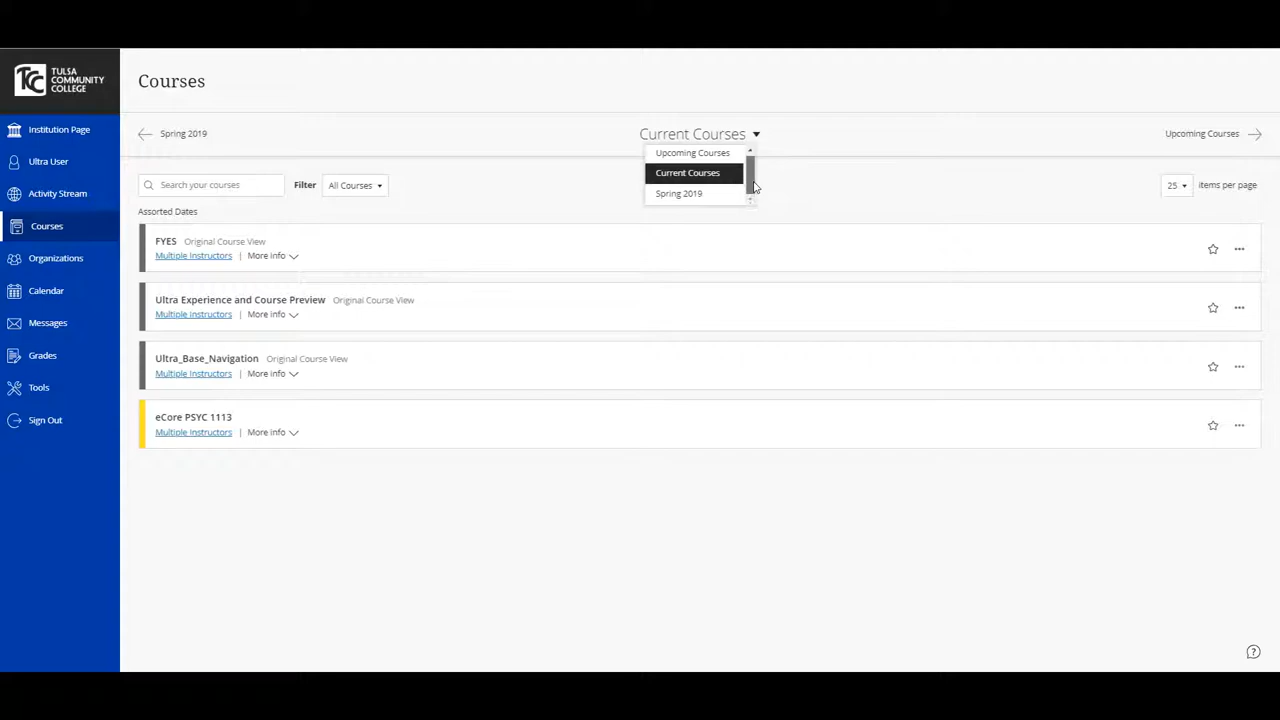 TULSA
COMMUNITY
COLLEGE
Institution Page
Ultra User
Activity Stream
Courses
Organizations
Calendar
Messages
Grades
Tools
Sign Out
Courses
Spring 2019
Current Courses
Upcoming Courses
Upcoming Courses
Current Courses
Spring 2019
Search your courses
Filter
All Courses
25
items per page
Assorted Dates
FYES Original Course View
Multiple Instructors | More info
Ultra Experience and Course Preview Original Course View
Multiple Instructors | More info
Ultra_Base_Navigation Original Course View
Multiple Instructors | More info
eCore PSYC 1113
Multiple Instructors | More info